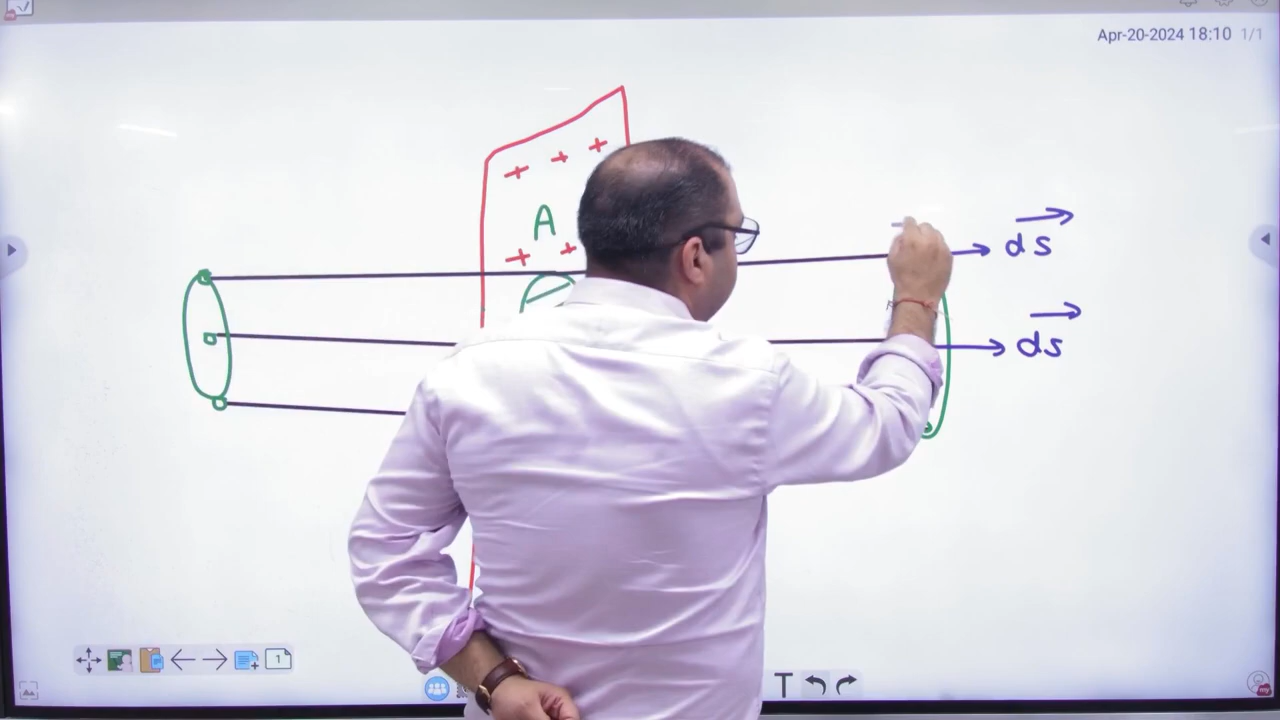 Apr-20-2024 18:10 1/1
+ + +
A
+ +
ds
ds
1
T